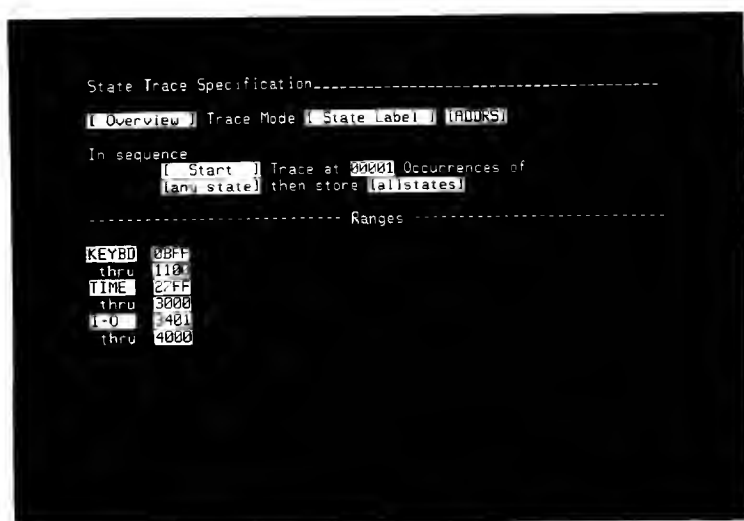 State Trace Specification
[ Overview ] Trace Mode [ State Label ] [ADDRS]
In sequence
[ Start ] Trace at 00001 Occurrences of
[any state] then store [allstates]
Ranges
KEYBD 0BFF
thru
TIME 27FF
thru 3000
I-O 3401
thru 4000